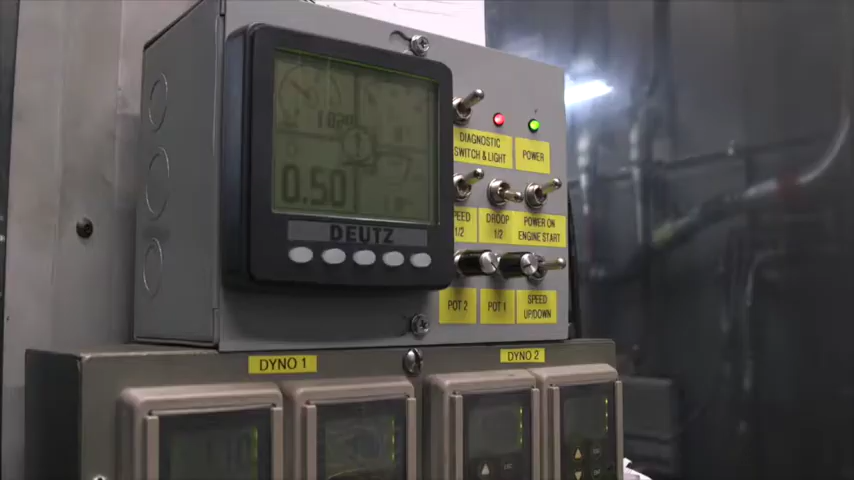 0.50
DEUTZ
DIAGNOSTIC
SWITCH & LIGHT
POWER
SPEED
1/2
DROOP
1/2
POWER ON
ENGINE START
POT 2
POT 1
SPEED
UP/DOWN
DYNO 1
DYNO 2